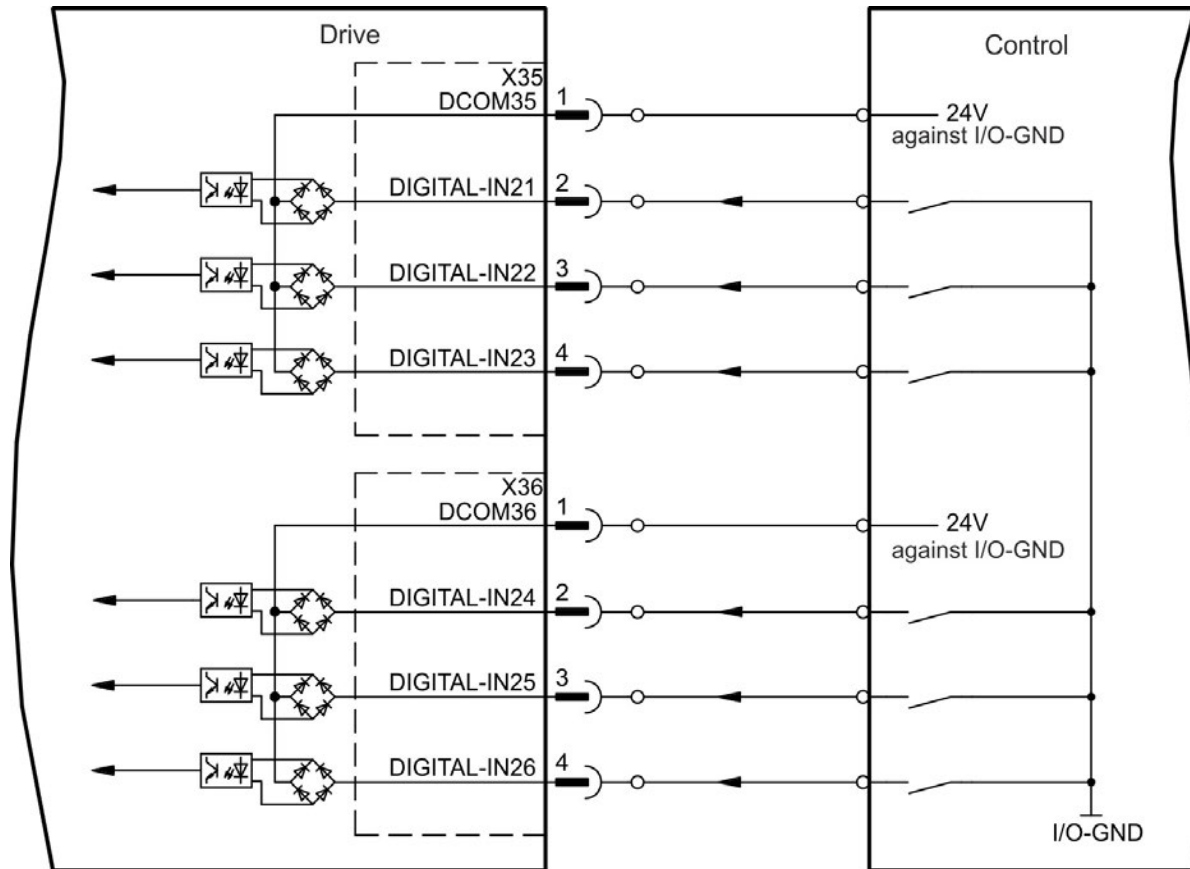 Drive
Control
X35
DCOM35
1
24V
against I/O-GND
DIGITAL-IN21
2
DIGITAL-IN22
3
DIGITAL-IN23
4
X36
DCOM36
1
24V
against I/O-GND
DIGITAL-IN24
2
DIGITAL-IN25
3
DIGITAL-IN26
4
I/O-GND